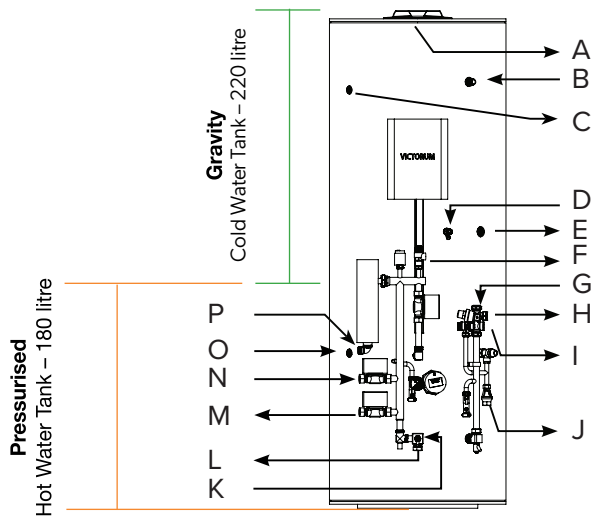 Gravity
Cold Water Tank – 220 litre
Pressurised
Hot Water Tank – 180 litre
VICTORUM
A
B
C
D
E
F
G
H
I
J
P
O
N
M
L
K